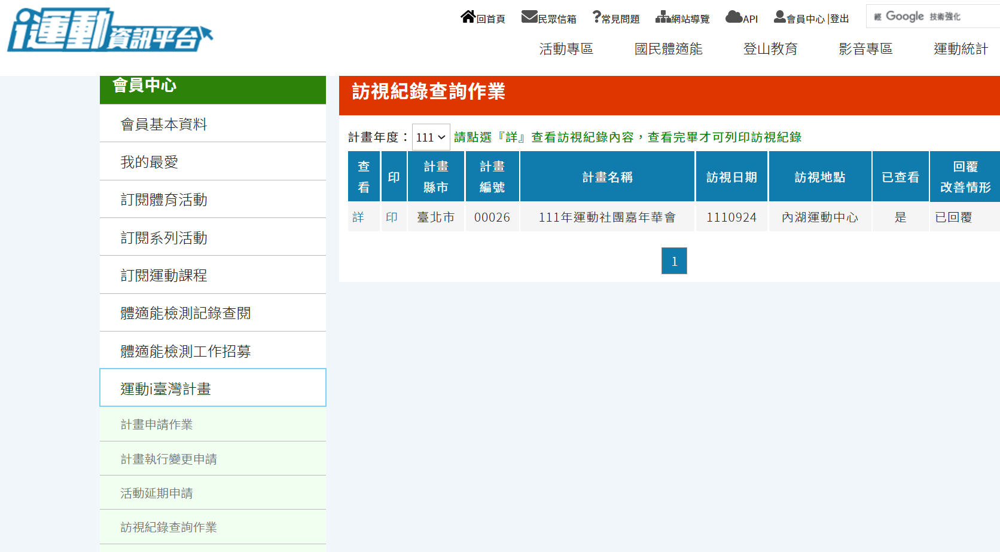 i運動資訊平台
回首頁 民眾信箱 常見問題 網站導覽 API 會員中心 |登出
經 Google 技術強化
活動專區 國民體適能 登山教育 影音專區 運動統計
會員中心
會員基本資料
我的最愛
訂閱體育活動
訂閱系列活動
訂閱運動課程
體適能檢測記錄查閱
體適能檢測工作招募
運動i臺灣計畫
計畫申請作業
計畫執行變更申請
活動延期申請
訪視紀錄查詢作業
訪視紀錄查詢作業
計畫年度： 111 請點選『詳』查看訪視紀錄內容，查看完畢才可列印訪視紀錄
查看 印 計畫縣市 計畫編號 計畫名稱 訪視日期 訪視地點 已查看 回覆改善情形
詳 印 臺北市 00026 111年運動社團嘉年華會 1110924 內湖運動中心 是 已回覆
1